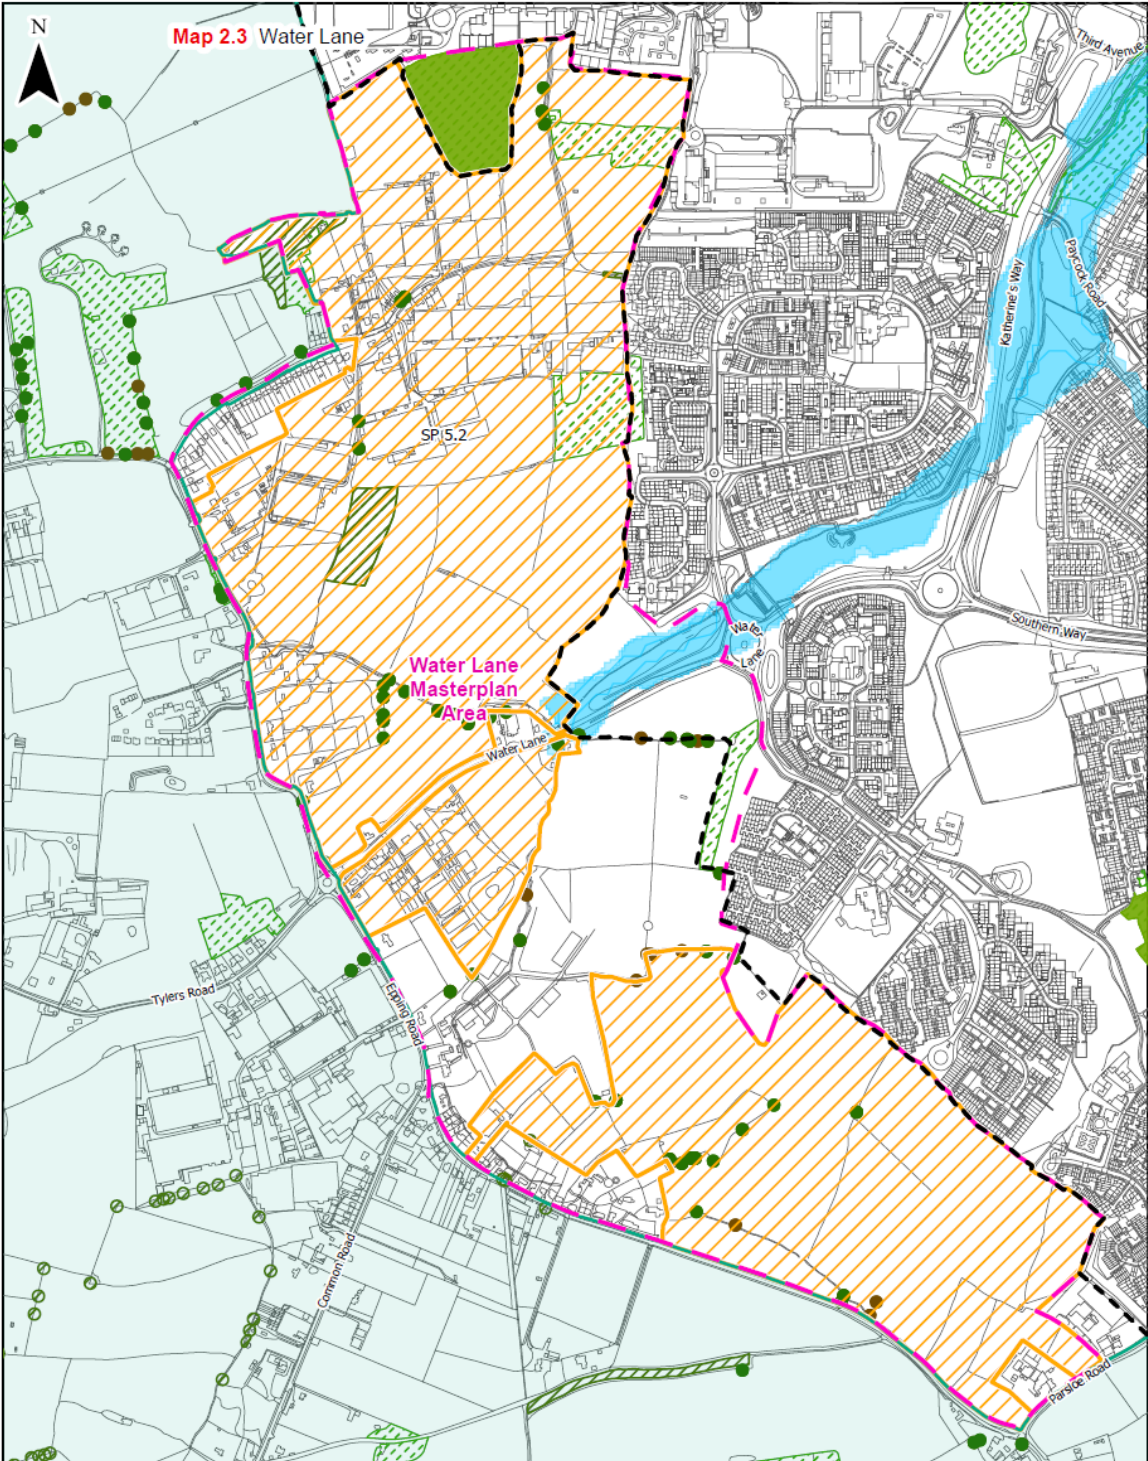 N
Map 2.3 Water Lane
Third Avenue
Paycock Road
Katherine's Way
SP 5.2
Southern Way
Water
Lane
Water Lane
Masterplan
Area
Water Lane
Tylers Road
Epping Road
Common Road
Parsloe Road